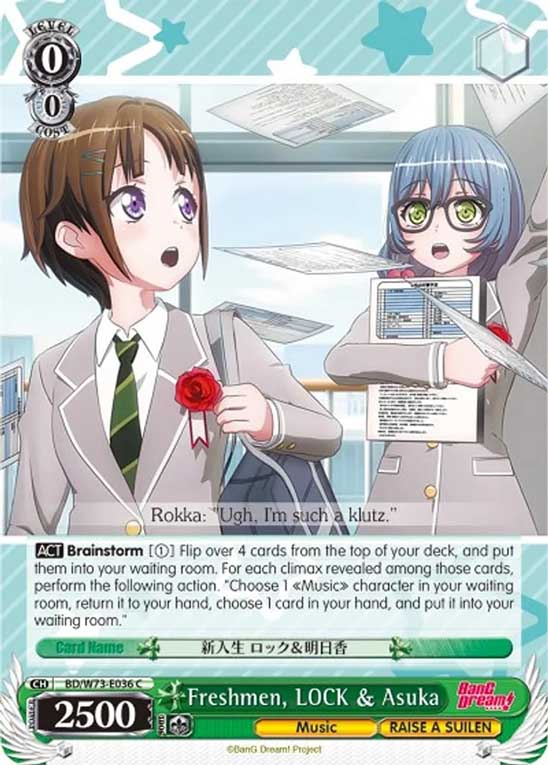 LEVEL
0
0
COST
Rokka: "Ugh, I'm such a klutz."
ACT Brainstorm [①] Flip over 4 cards from the top of your deck, and put
them into your waiting room. For each climax revealed among those cards,
perform the following action. "Choose 1 «Music» character in your waiting
room, return it to your hand, choose 1 card in your hand, and put it into your
waiting room."
Card Name
新入生 ロック&明日香
CH BD/W73-E036 C
Freshmen, LOCK & Asuka
BanG Dream!
POWER
2500
SOUL
Music
RAISE A SUILEN
©BanG Dream! Project